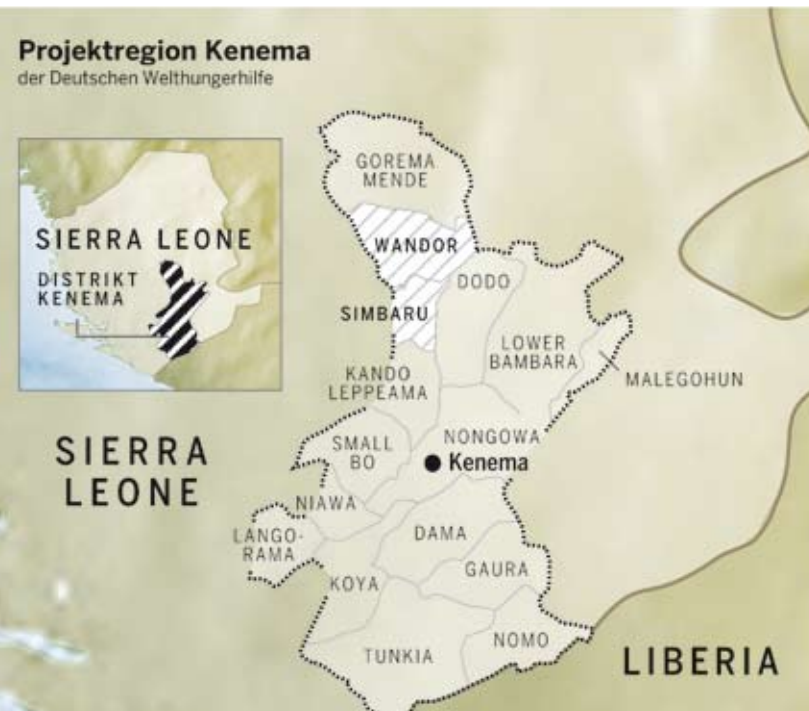 Projektregion Kenema
der Deutschen Welthungerhilfe
SIERRA LEONE
DISTRIKT
KENEMA
GOREMA
MENDE
WANDOR
DODO
SIMBARU
LOWER
BAMBARA
MALEGOHUN
KANDO
LEPPEAMA
SIERRA
LEONE
SMALL
BO
NONGOWA
Kenema
NIAWA
LANGO-
RAMA
DAMA
GAURA
KOYA
NOMO
TUNKIA
LIBERIA